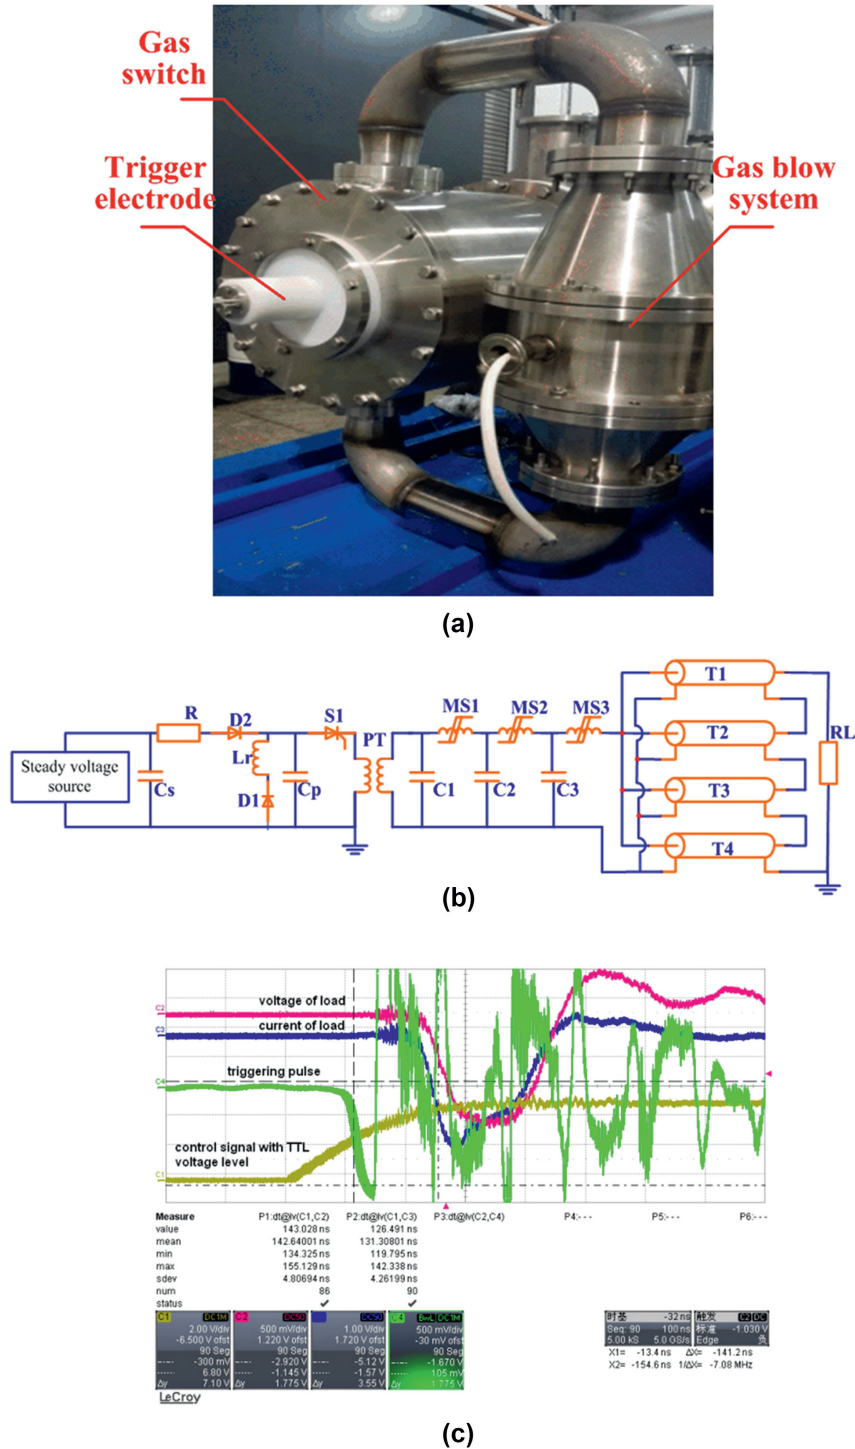 Gas
switch
Trigger
electrode
Gas blow
system
(a)
Steady voltage
source
Cs
R
D2
Lr
D1
Cp
S1
PT
MS1
MS2
MS3
C1
C2
C3
T1
T2
T3
T4
RL
(b)
C2
voltage of load
C3
current of load
triggering pulse
C4
control signal with TTL
voltage level
C1
Measure P1:dt@lv(C1,C2) P2:dt@lv(C1,C3) P3:dt@lv(C2,C4) P4:- - - P5:- - - P6:- - -
value 143.028 ns 126.491 ns
mean 142.64001 ns 131.30801 ns
min 134.325 ns 119.795 ns
max 155.129 ns 142.338 ns
sdev 4.80694 ns 4.26199 ns
num 86 90
status ✔ ✔
C1 DC1M
2.00 V/div
-6.500 V ofst
90 Seg
-300 mV
6.80 V
Δy 7.10 V
C2 DC50
500 mV/div
1.220 V ofst
90 Seg
-2.920 V
-1.145 V
Δy 1.775 V
DC50
1.00 V/div
1.720 V ofst
90 Seg
-5.12 V
-1.57 V
Δy 3.55 V
C4 BwL DC1M
500 mV/div
-30 mV ofst
90 Seg
-1.670 V
105 mV
Δy 1.775 V
时基 -32 ns
Seq: 90 100 ns
5.00 kS 5.0 GS/s
触发 C2 DC
标准 -1.030 V
Edge 负
X1= -13.4 ns ΔX= -141.2 ns
X2= -154.6 ns 1/ΔX= -7.08 MHz
LeCroy
(c)